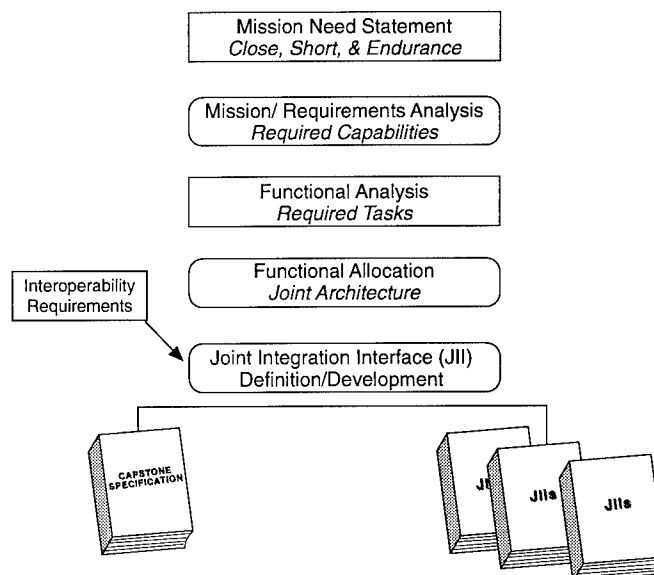 Mission Need Statement
Close, Short, & Endurance
Mission/ Requirements Analysis
Required Capabilities
Functional Analysis
Required Tasks
Functional Allocation
Joint Architecture
Interoperability
Requirements
Joint Integration Interface (JII)
Definition/Development
CAPSTONE
SPECIFICATION
JIIs
JIIs